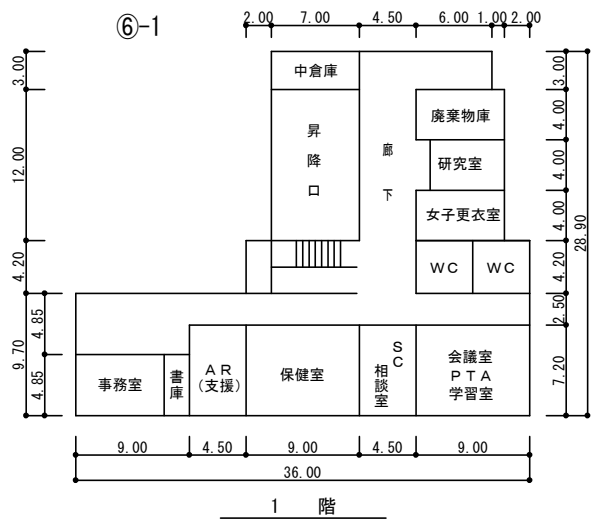 ⑥-1
2.00 7.00 4.50 6.00 1.00 2.00
3.00
12.00
4.20
9.70
4.85
4.85
3.00
4.00
4.00
4.00
4.20
2.50
7.20
28.90
中倉庫
昇降口
廊下
廃棄物庫
研究室
女子更衣室
WC
WC
事務室
書庫
AR
(支援)
保健室
SC
相談室
会議室
PTA
学習室
9.00 4.50 9.00 4.50 9.00
36.00
1 階